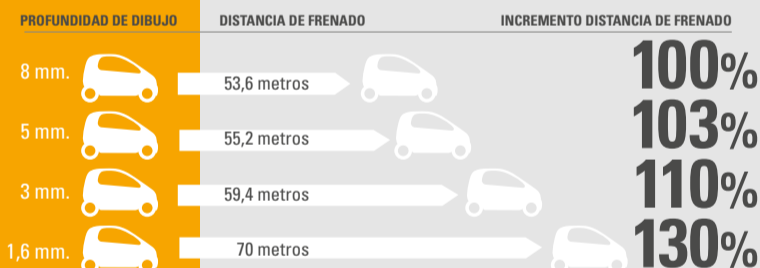 PROFUNDIDAD DE DIBUJO DISTANCIA DE FRENADO INCREMENTO DISTANCIA DE FRENADO
8 mm. 53,6 metros 100%
5 mm. 55,2 metros 103%
3 mm. 59,4 metros 110%
1,6 mm. 70 metros 130%